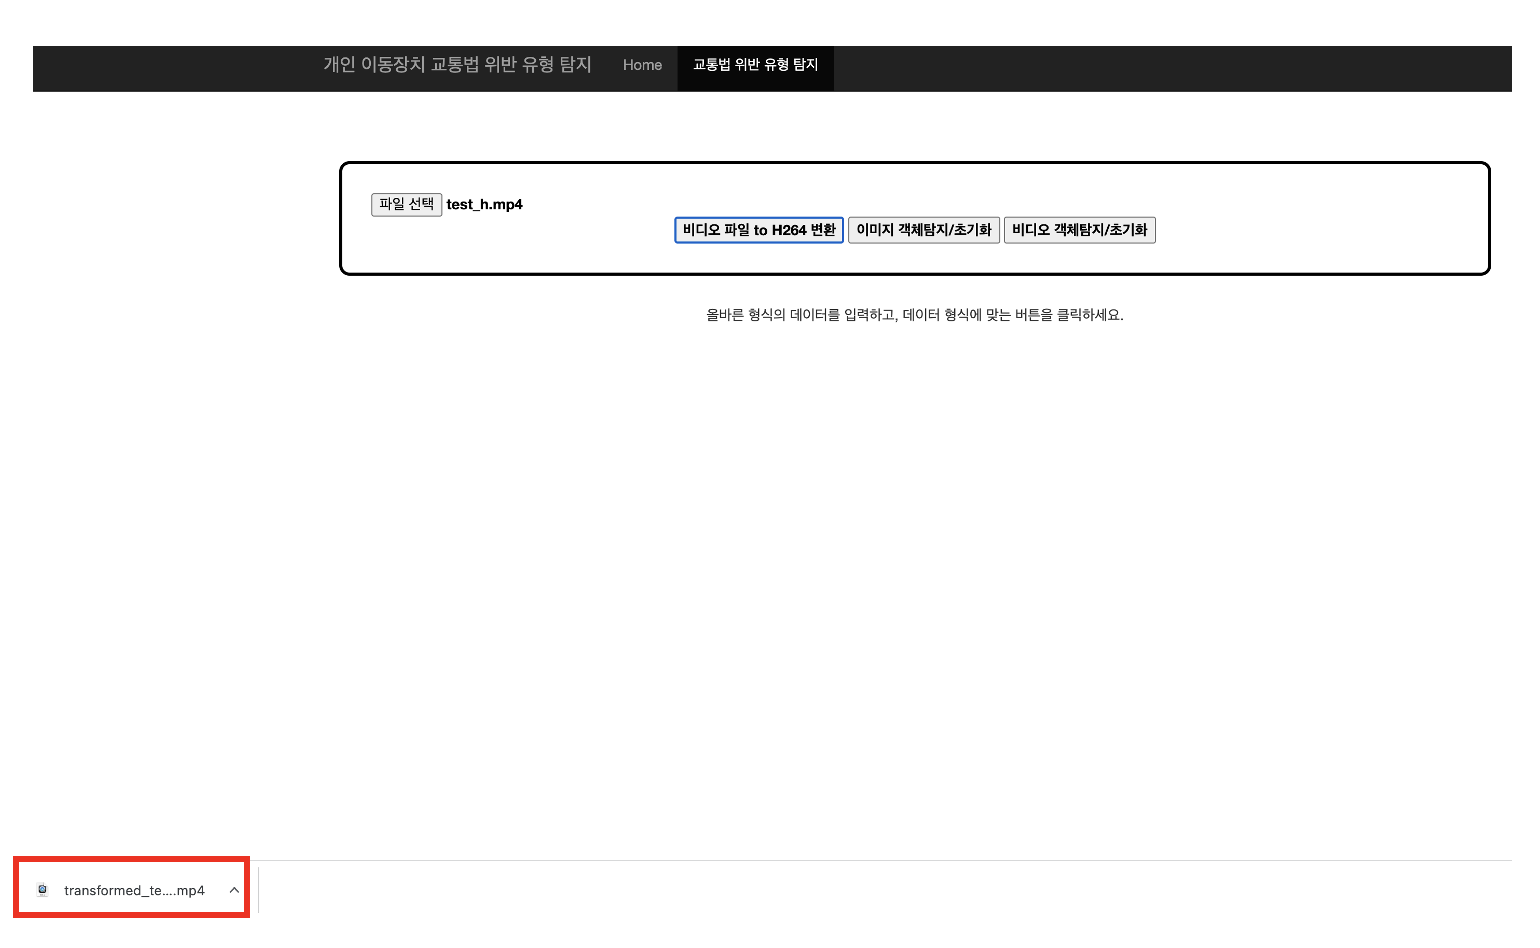 개인 이동장치 교통법 위반 유형 탐지 Home 교통법 위반 유형 탐지
파일 선택 test_h.mp4
비디오 파일 to H264 변환 이미지 객체탐지/초기화 비디오 객체탐지/초기화
올바른 형식의 데이터를 입력하고, 데이터 형식에 맞는 버튼을 클릭하세요.
transformed_te....mp4